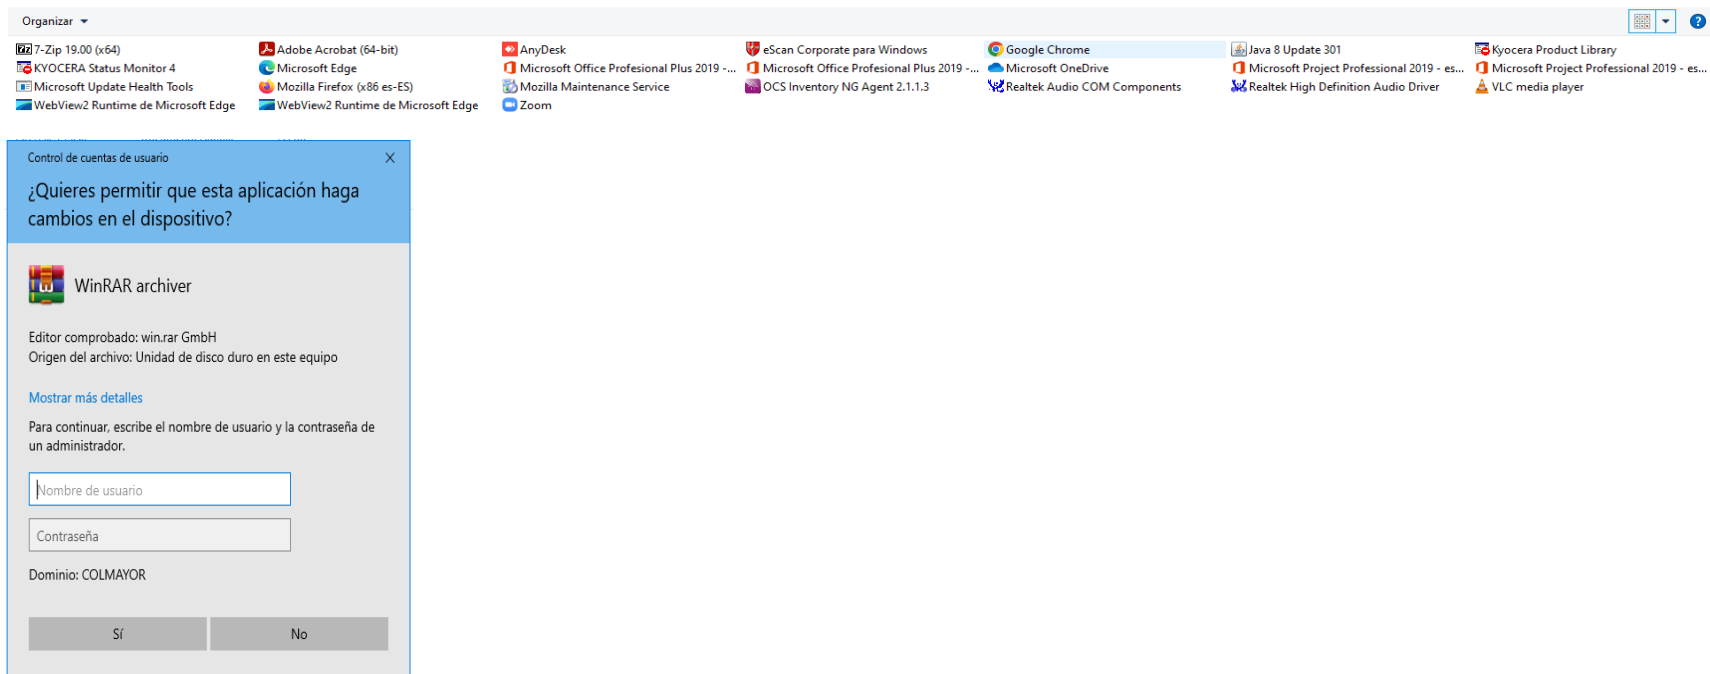 Organizar
7-Zip 19.00 (x64) Adobe Acrobat (64-bit) AnyDesk eScan Corporate para Windows Google Chrome Java 8 Update 301 Kyocera Product Library
KYOCERA Status Monitor 4 Microsoft Edge Microsoft Office Profesional Plus 2019 -... Microsoft Office Profesional Plus 2019 -... Microsoft OneDrive Microsoft Project Professional 2019 - es... Microsoft Project Professional 2019 - es...
Microsoft Update Health Tools Mozilla Firefox (x86 es-ES) Mozilla Maintenance Service OCS Inventory NG Agent 2.1.1.3 Realtek Audio COM Components Realtek High Definition Audio Driver VLC media player
WebView2 Runtime de Microsoft Edge WebView2 Runtime de Microsoft Edge Zoom
Control de cuentas de usuario
¿Quieres permitir que esta aplicación haga
cambios en el dispositivo?
WinRAR archiver
Editor comprobado: win.rar GmbH
Origen del archivo: Unidad de disco duro en este equipo
Mostrar más detalles
Para continuar, escribe el nombre de usuario y la contraseña de
un administrador.
Nombre de usuario
Contraseña
Dominio: COLMAYOR
Sí No